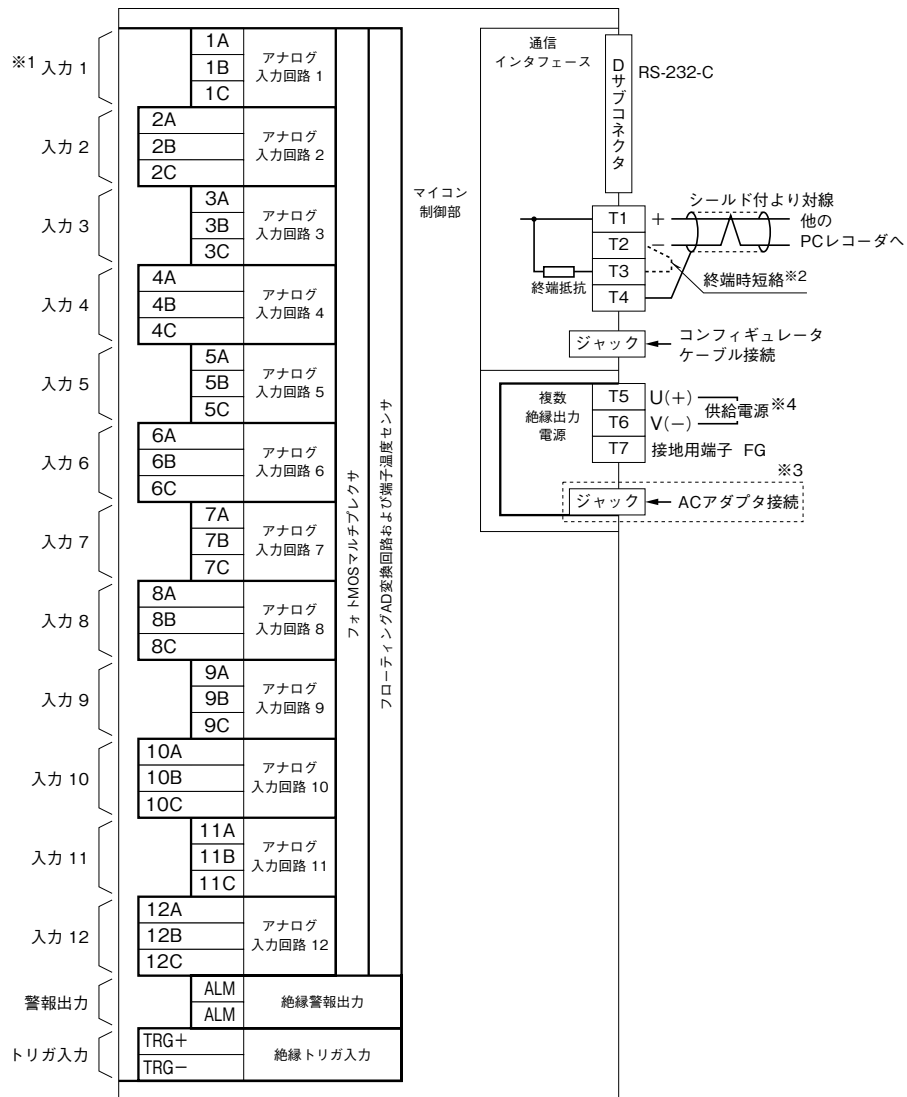 ※1 入力 1
1A
1B
1C
アナログ
入力回路 1
入力 2
2A
2B
2C
アナログ
入力回路 2
入力 3
3A
3B
3C
アナログ
入力回路 3
入力 4
4A
4B
4C
アナログ
入力回路 4
入力 5
5A
5B
5C
アナログ
入力回路 5
入力 6
6A
6B
6C
アナログ
入力回路 6
入力 7
7A
7B
7C
アナログ
入力回路 7
入力 8
8A
8B
8C
アナログ
入力回路 8
入力 9
9A
9B
9C
アナログ
入力回路 9
入力 10
10A
10B
10C
アナログ
入力回路 10
入力 11
11A
11B
11C
アナログ
入力回路 11
入力 12
12A
12B
12C
アナログ
入力回路 12
警報出力
ALM
ALM
絶縁警報出力
トリガ入力
TRG+
TRG−
絶縁トリガ入力
フォトMOSマルチプレクサ
フローティングAD変換回路および端子温度センサ
マイコン
制御部
通信
インタフェース
Dサブコネクタ
RS-232-C
シールド付より対線
T1
+
他の
T2
−
PCレコーダへ
T3
T4
終端抵抗
終端時短絡※2
ジャック
コンフィギュレータ
ケーブル接続
複数
絶縁出力
電源
T5
U(+)
T6
V(−)
供給電源※4
T7
接地用端子 FG
※3
ジャック
ACアダプタ接続